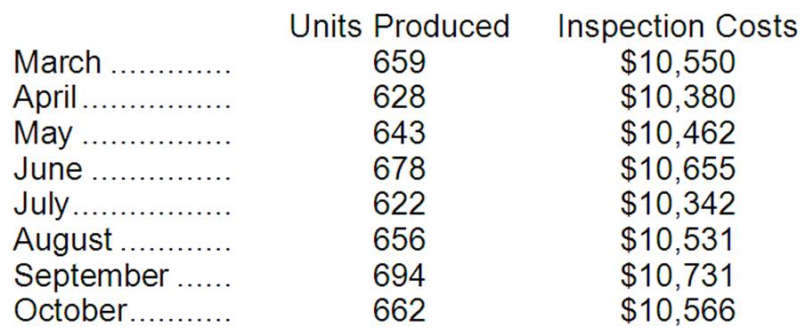 Units Produced Inspection Costs
March ............. 659 $10,550
April................ 628 $10,380
May ................ 643 $10,462
June ............... 678 $10,655
July................. 622 $10,342
August ............ 656 $10,531
September ...... 694 $10,731
October........... 662 $10,566